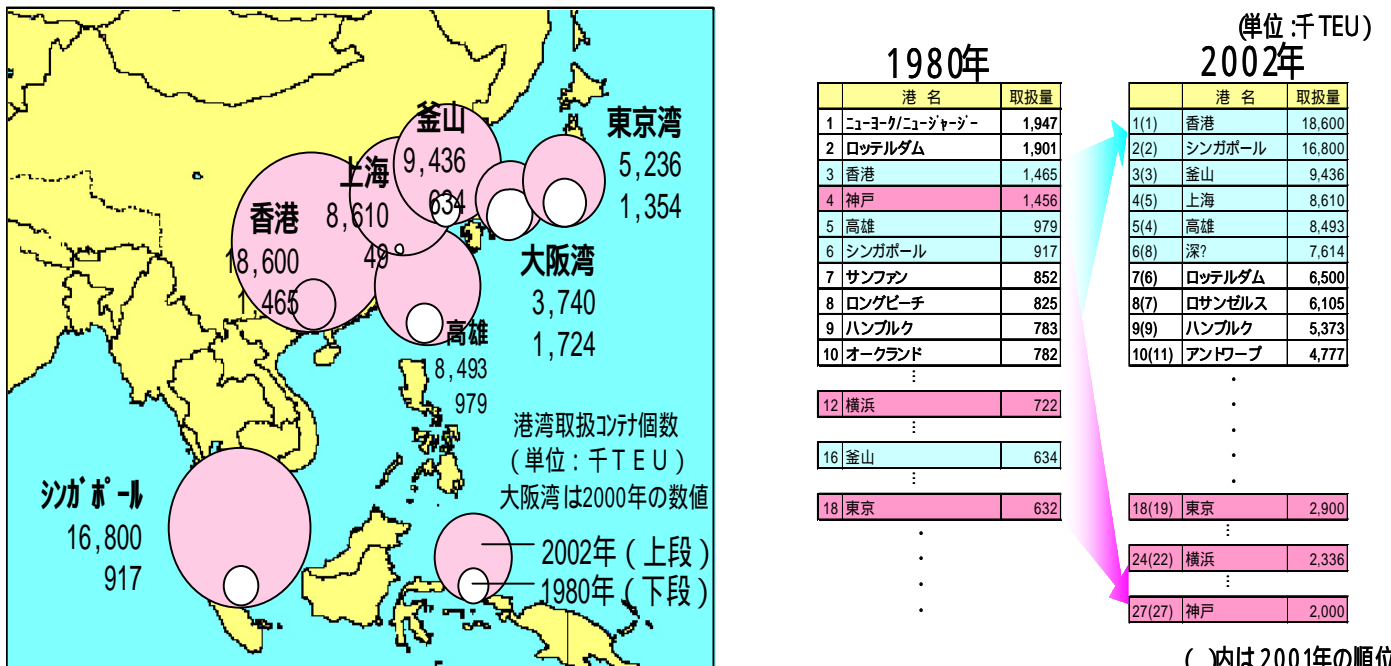 釜山
9,436
634
東京湾
5,236
1,354
上海
8,610
49
香港
18,600
1,465
大阪湾
3,740
1,724
高雄
8,493
979
港湾取扱コンテナ個数
(単位:千TEU)
大阪湾は2000年の数値
シンガポール
16,800
917
2002年(上段)
1980年(下段)
(単位:千TEU)
1980年
港 名 取扱量
1 ニューヨーク/ニュージャージー 1,947
2 ロッテルダム 1,901
3 香港 1,465
4 神戸 1,456
5 高雄 979
6 シンガポール 917
7 サンファン 852
8 ロングビーチ 825
9 ハンブルク 783
10 オークランド 782
⋮
12 横浜 722
⋮
16 釜山 634
⋮
18 東京 632
2002年
港 名 取扱量
1(1) 香港 18,600
2(2) シンガポール 16,800
3(3) 釜山 9,436
4(5) 上海 8,610
5(4) 高雄 8,493
6(8) 深? 7,614
7(6) ロッテルダム 6,500
8(7) ロサンゼルス 6,105
9(9) ハンブルク 5,373
10(11) アントワープ 4,777
18(19) 東京 2,900
⋮
24(22) 横浜 2,336
⋮
27(27) 神戸 2,000
( )内は2001年の順位